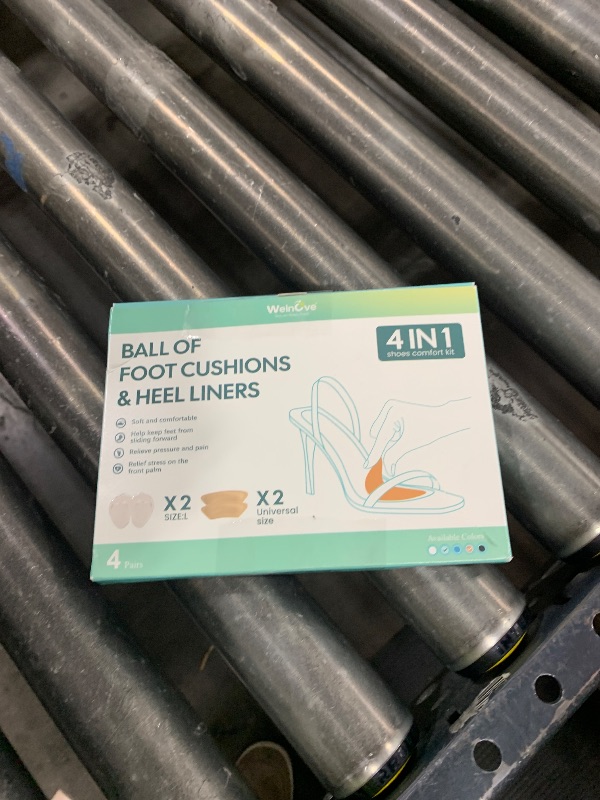 Weinove
4 IN 1
shoes comfort kit
BALL OF
FOOT CUSHIONS
& HEEL LINERS
Soft and comfortable
Help keep feet from
sliding forward
Relieve pressure and pain
Relief stress on the
front palm
X2
SIZE:L
X2
Universal
size
4 Pairs
Available Colors